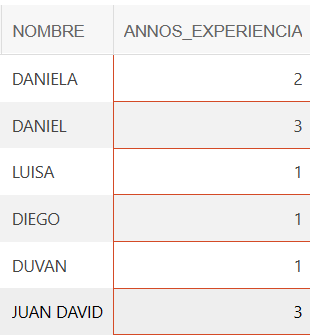 NOMBRE ANNOS_EXPERIENCIA
DANIELA 2
DANIEL 3
LUISA 1
DIEGO 1
DUVAN 1
JUAN DAVID 3